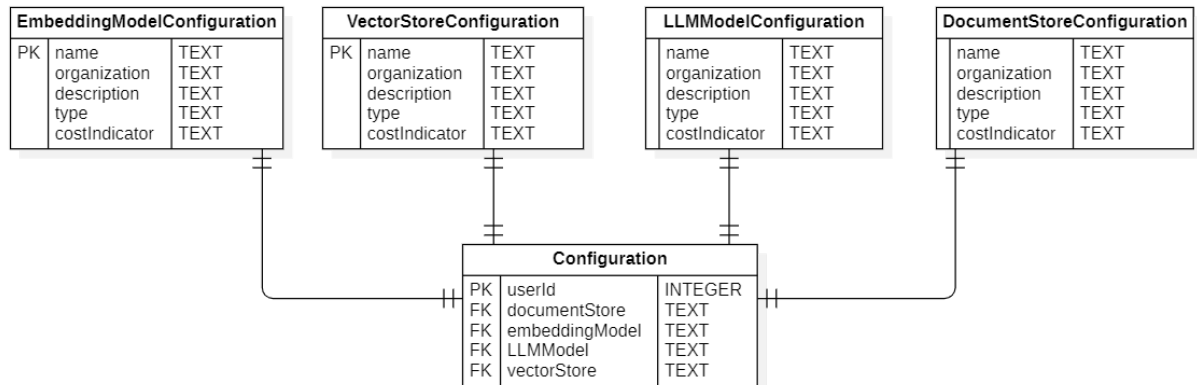 EmbeddingModelConfiguration
PK name TEXT
organization TEXT
description TEXT
type TEXT
costIndicator TEXT
VectorStoreConfiguration
PK name TEXT
organization TEXT
description TEXT
type TEXT
costIndicator TEXT
LLMModelConfiguration
name TEXT
organization TEXT
description TEXT
type TEXT
costIndicator TEXT
DocumentStoreConfiguration
name TEXT
organization TEXT
description TEXT
type TEXT
costIndicator TEXT
Configuration
PK userId INTEGER
FK documentStore TEXT
FK embeddingModel TEXT
FK LLMModel TEXT
FK vectorStore TEXT